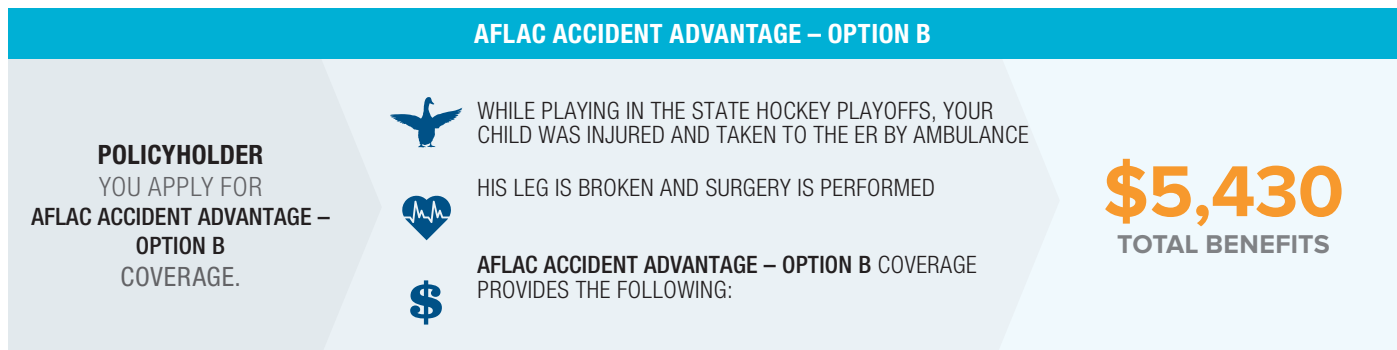 AFLAC ACCIDENT ADVANTAGE – OPTION B
POLICYHOLDER
YOU APPLY FOR
AFLAC ACCIDENT ADVANTAGE –
OPTION B
COVERAGE.
WHILE PLAYING IN THE STATE HOCKEY PLAYOFFS, YOUR
CHILD WAS INJURED AND TAKEN TO THE ER BY AMBULANCE
HIS LEG IS BROKEN AND SURGERY IS PERFORMED
$
AFLAC ACCIDENT ADVANTAGE – OPTION B COVERAGE
PROVIDES THE FOLLOWING:
$5,430
TOTAL BENEFITS